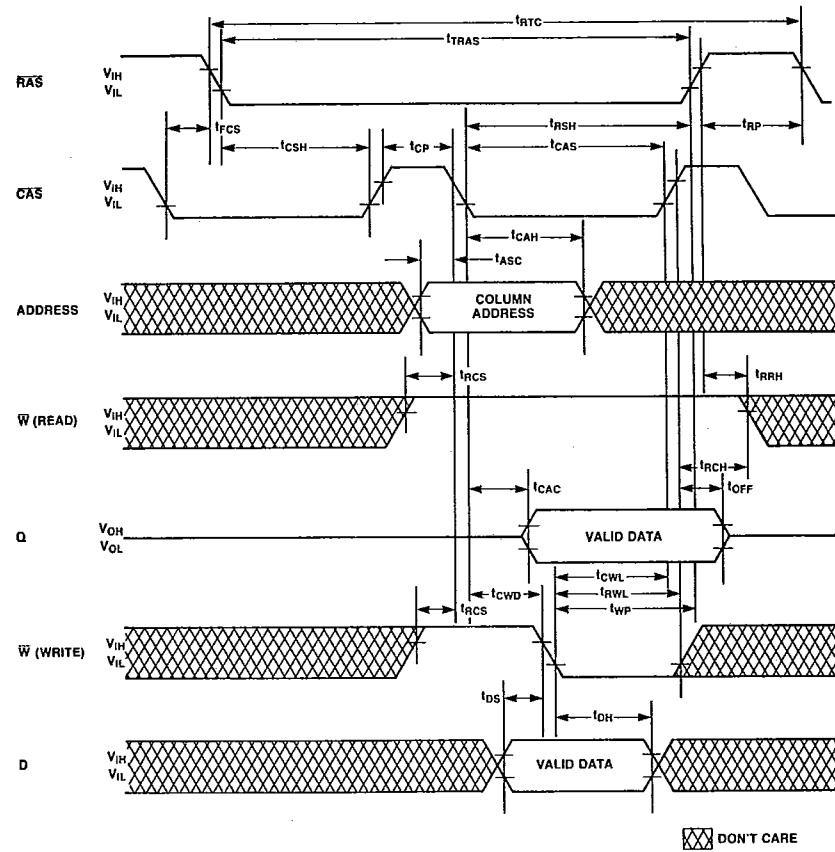 tRTC
tTRAS
R̅A̅S̅ VIH
VIL
tFCS
tRSH
tRP
tCSH
tCP
tCAS
C̅A̅S̅ VIH
VIL
tCAH
tASC
ADDRESS VIH
VIL
COLUMN
ADDRESS
tRCS
tRRH
W̅ (READ) VIH
VIL
tRCH
tCAC
tOFF
Q VOH
VOL
VALID DATA
tCWL
tCWD
tRWL
tRCS
tWP
W̅ (WRITE) VIH
VIL
tDS
tDH
D VIH
VIL
VALID DATA
DON'T CARE